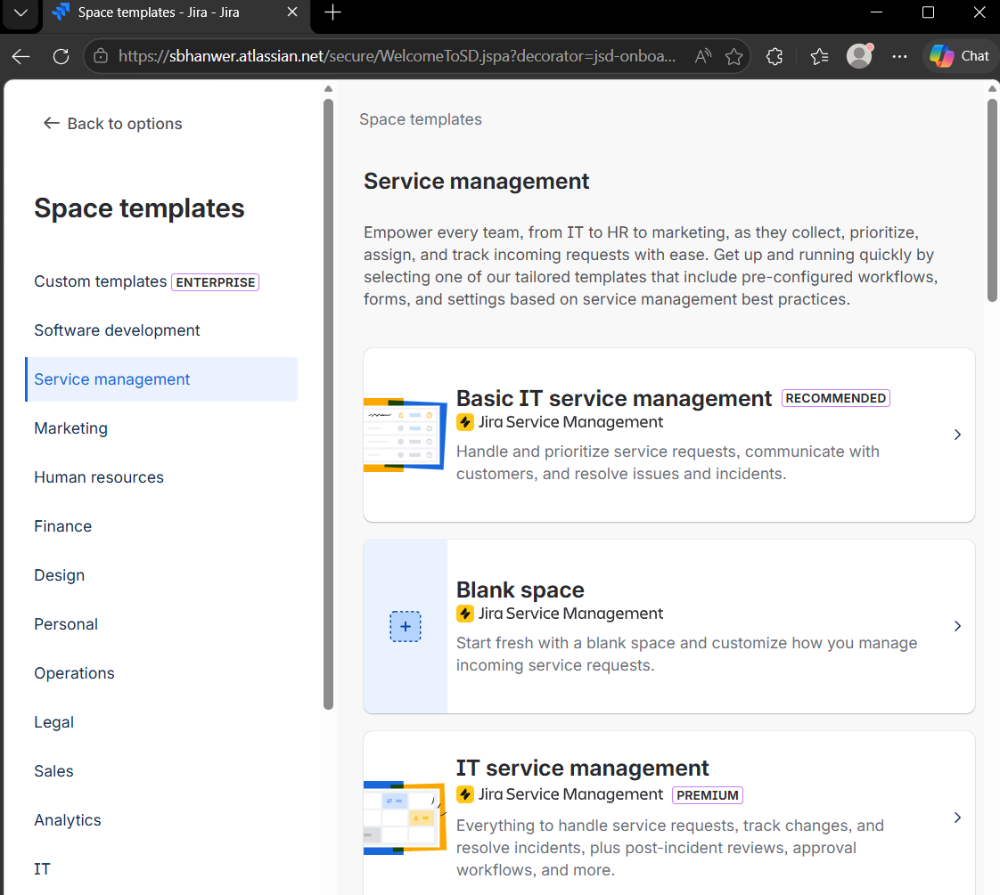 Space templates - Jira - Jira
https://sbhanwer.atlassian.net/secure/WelcomeToSD.jspa?decorator=jsd-onboa...
Chat
Back to options
Space templates
Custom templates ENTERPRISE
Software development
Service management
Marketing
Human resources
Finance
Design
Personal
Operations
Legal
Sales
Analytics
IT
Space templates
Service management
Empower every team, from IT to HR to marketing, as they collect, prioritize,
assign, and track incoming requests with ease. Get up and running quickly by
selecting one of our tailored templates that include pre-configured workflows,
forms, and settings based on service management best practices.
Basic IT service management RECOMMENDED
Jira Service Management
Handle and prioritize service requests, communicate with
customers, and resolve issues and incidents.
Blank space
Jira Service Management
Start fresh with a blank space and customize how you manage
incoming service requests.
IT service management
Jira Service Management PREMIUM
Everything to handle service requests, track changes, and
resolve incidents, plus post-incident reviews, approval
workflows, and more.